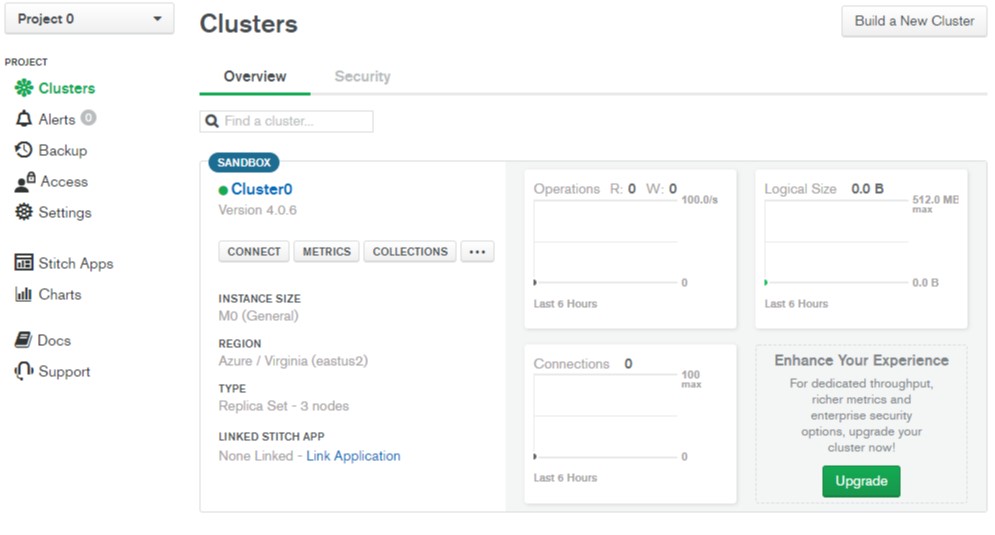 Project 0
Clusters
Build a New Cluster
PROJECT
Clusters
Alerts 0
Backup
Access
Settings
Stitch Apps
Charts
Docs
Support
Overview
Security
Find a cluster...
SANDBOX
Cluster0
Version 4.0.6
CONNECT
METRICS
COLLECTIONS
...
INSTANCE SIZE
M0 (General)
REGION
Azure / Virginia (eastus2)
TYPE
Replica Set - 3 nodes
LINKED STITCH APP
None Linked - Link Application
Operations R: 0 W: 0
100.0/s
0
Last 6 Hours
Logical Size 0.0 B
512.0 MB
max
0.0 B
Last 6 Hours
Connections 0
100
max
0
Last 6 Hours
Enhance Your Experience
For dedicated throughput,
richer metrics and
enterprise security
options, upgrade your
cluster now!
Upgrade